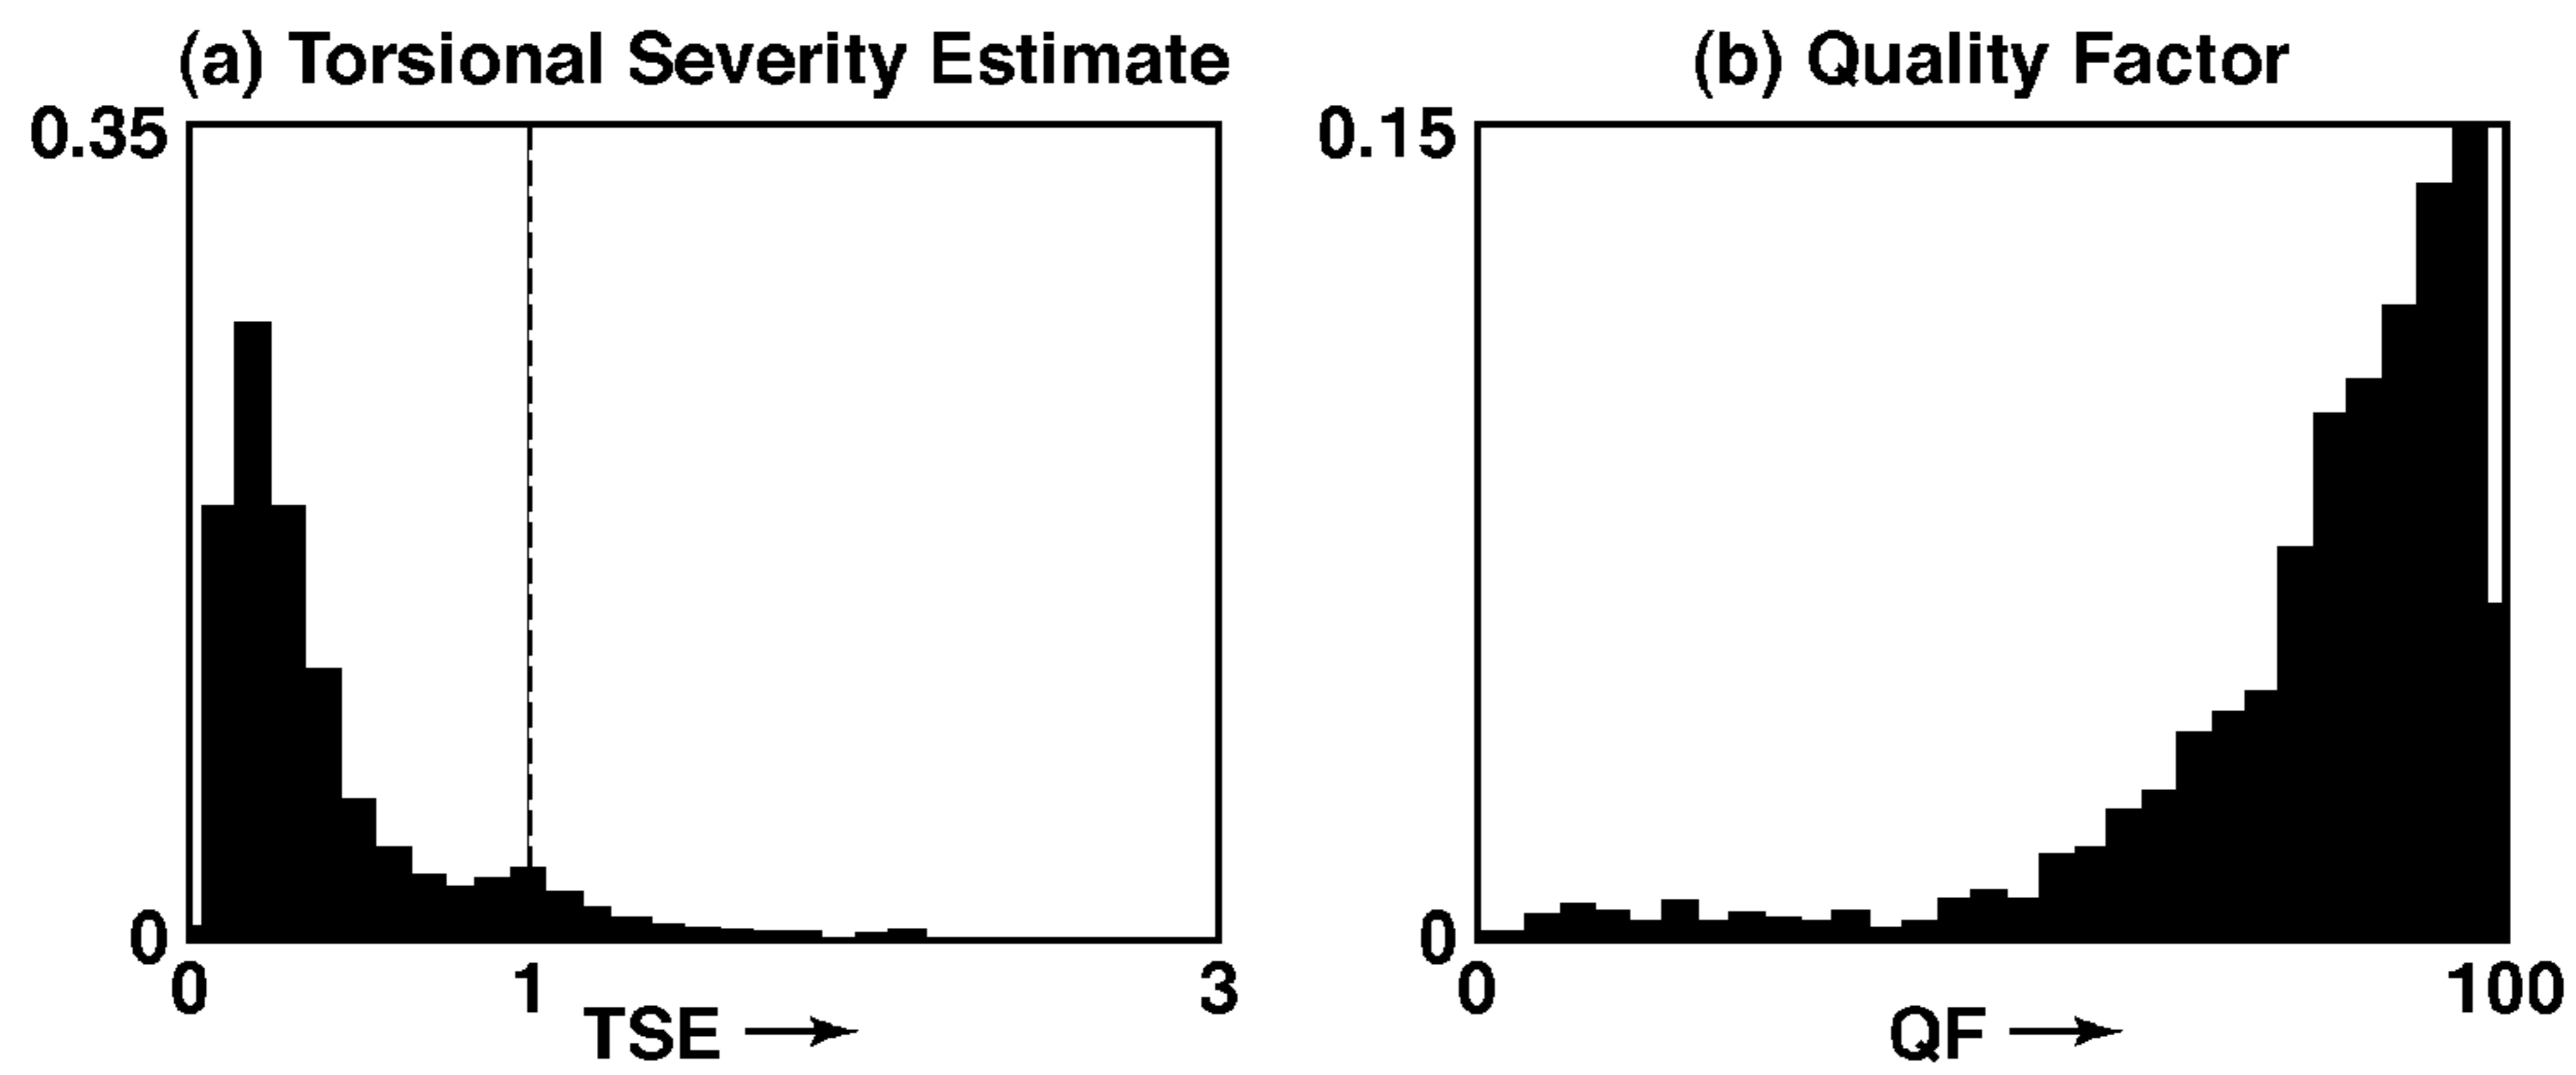 (a) Torsional Severity Estimate
0.35
0
0 1 3
TSE
(b) Quality Factor
0.15
0
0 100
QF